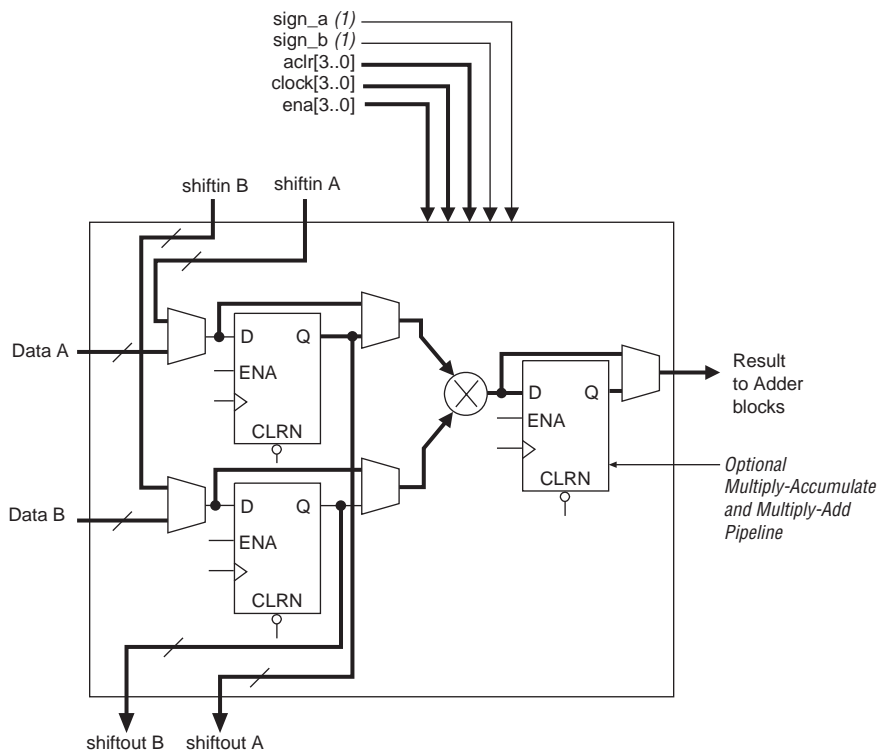 sign_a (1)
sign_b (1)
aclr[3..0]
clock[3..0]
ena[3..0]
shiftin B
shiftin A
Data A
D
Q
ENA
CLRN
Data B
D
Q
ENA
CLRN
D
Q
ENA
CLRN
Result
to Adder
blocks
Optional
Multiply-Accumulate
and Multiply-Add
Pipeline
shiftout B
shiftout A